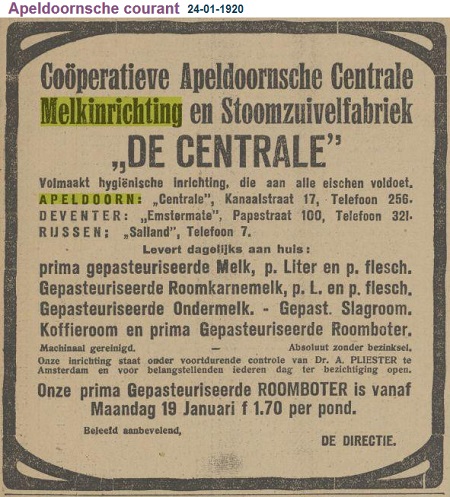 Apeldoornsche courant 24-01-1920
Coöperatieve Apeldoornsche Centrale
Melkinrichting en Stoomzuivelfabriek
„DE CENTRALE”
Volmaakt hygiënische inrichting, die aan alle eischen voldoet.
APELDOORN: „Centrale”, Kanaalstraat 17, Telefoon 256.
DEVENTER: „Emstermate”, Papestraat 100, Telefoon 321.
RIJSSEN; „Salland”, Telefoon 7.
Levert dagelijks aan huis:
prima gepasteuriseerde Melk, p. Liter en p. flesch.
Gepasteuriseerde Roomkarnemelk, p. L. en p. flesch.
Gepasteuriseerde Ondermelk. - Gepast. Slagroom.
Koffieroom en prima Gepasteuriseerde Roomboter.
Machinaal gereinigd. — Absoluut zonder bezinksel.
Onze inrichting staat onder voortdurende controle van Dr. A. PLIESTER te
Amsterdam en voor belangstellenden iederen dag ter bezichtiging open.
Onze prima Gepasteuriseerde ROOMBOTER is vanaf
Maandag 19 Januari f 1.70 per pond.
Beleefd aanbevelend,
DE DIRECTIE.